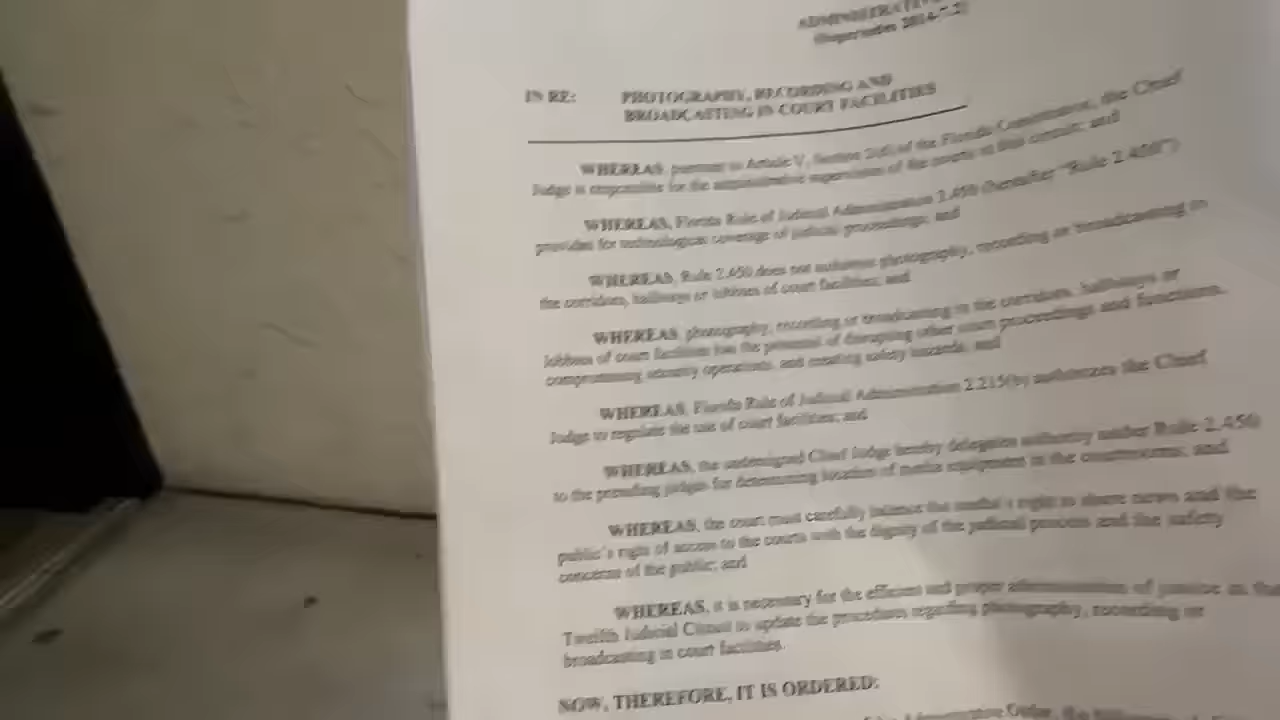 ADMINISTRATIVE
(Supersedes 2014-7.2)
IN RE: PHOTOGRAPHY, RECORDING AND
BROADCASTING IN COURT FACILITIES
WHEREAS, pursuant to Article V, Section 2(d) of the Florida Constitution, the Chief
Judge is responsible for the administrative supervision of the courts in this circuit; and
WHEREAS, Florida Rule of Judicial Administration 2.450 (hereafter "Rule 2.450")
provides for technological coverage of judicial proceedings; and
WHEREAS, Rule 2.450 does not authorize photography, recording or broadcasting in
the corridors, hallways or lobbies of court facilities; and
WHEREAS, photography, recording or broadcasting in the corridors, hallways or
lobbies of court facilities has the potential of disrupting other court proceedings and functions,
compromising security operations, and creating safety hazards; and
WHEREAS, Florida Rule of Judicial Administration 2.215(b) authorizes the Chief
Judge to regulate the use of court facilities; and
WHEREAS, the undersigned Chief Judge hereby delegates authority under Rule 2.450
to the presiding judges for determining location of media equipment in the courtrooms; and
WHEREAS, the court must carefully balance the media's right to share news and the
public's right of access to the courts with the dignity of the judicial process and the safety
concerns of the public; and
WHEREAS, it is necessary for the efficient and proper administration of justice in the
Twelfth Judicial Circuit to update the procedures regarding photography, recording or
broadcasting in court facilities.
NOW, THEREFORE, IT IS ORDERED:
Administrative Order, the